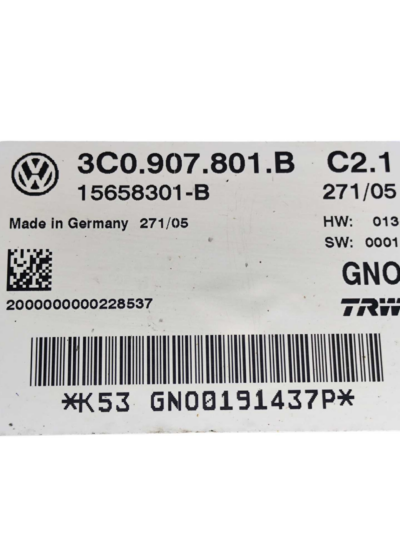 3C0.907.801.B C2.1
15658301-B 271/05
Made in Germany 271/05 HW: 013
SW: 0001
GNO
2000000000228537 TRW
*K53 GNO0191437P*